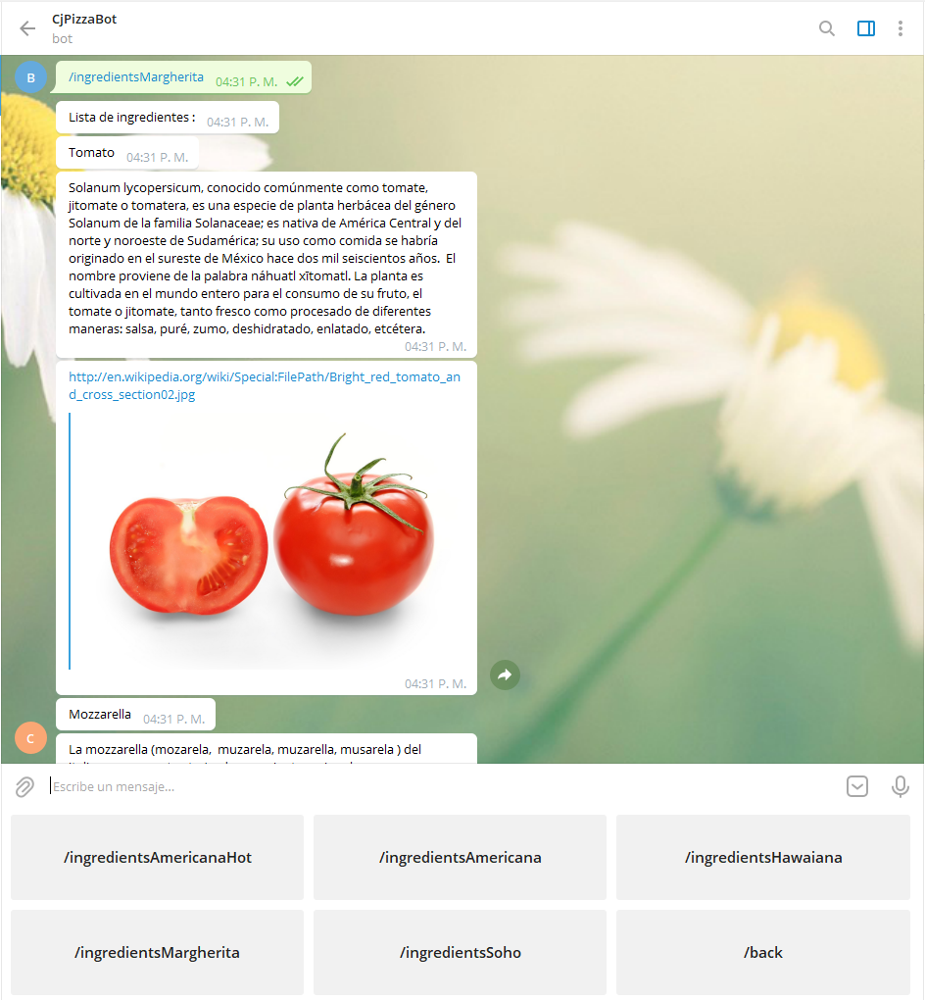 CjPizzaBot
bot
B
/ingredientsMargherita 04:31 P. M.
Lista de ingredientes : 04:31 P. M.
Tomato 04:31 P. M.
Solanum lycopersicum, conocido comúnmente como tomate,
jitomate o tomatera, es una especie de planta herbácea del género
Solanum de la familia Solanaceae; es nativa de América Central y del
norte y noroeste de Sudamérica; su uso como comida se habría
originado en el sureste de México hace dos mil seiscientos años.  El
nombre proviene de la palabra náhuatl xītomatl. La planta es
cultivada en el mundo entero para el consumo de su fruto, el
tomate o jitomate, tanto fresco como procesado de diferentes
maneras: salsa, puré, zumo, deshidratado, enlatado, etcétera.
04:31 P. M.
http://en.wikipedia.org/wiki/Special:FilePath/Bright_red_tomato_an
d_cross_section02.jpg
04:31 P. M.
Mozzarella 04:31 P. M.
C
La mozzarella (mozarela,  muzarela, muzarella, musarela ) del
Escribe un mensaje...
/ingredientsAmericanaHot
/ingredientsAmericana
/ingredientsHawaiana
/ingredientsMargherita
/ingredientsSoho
/back